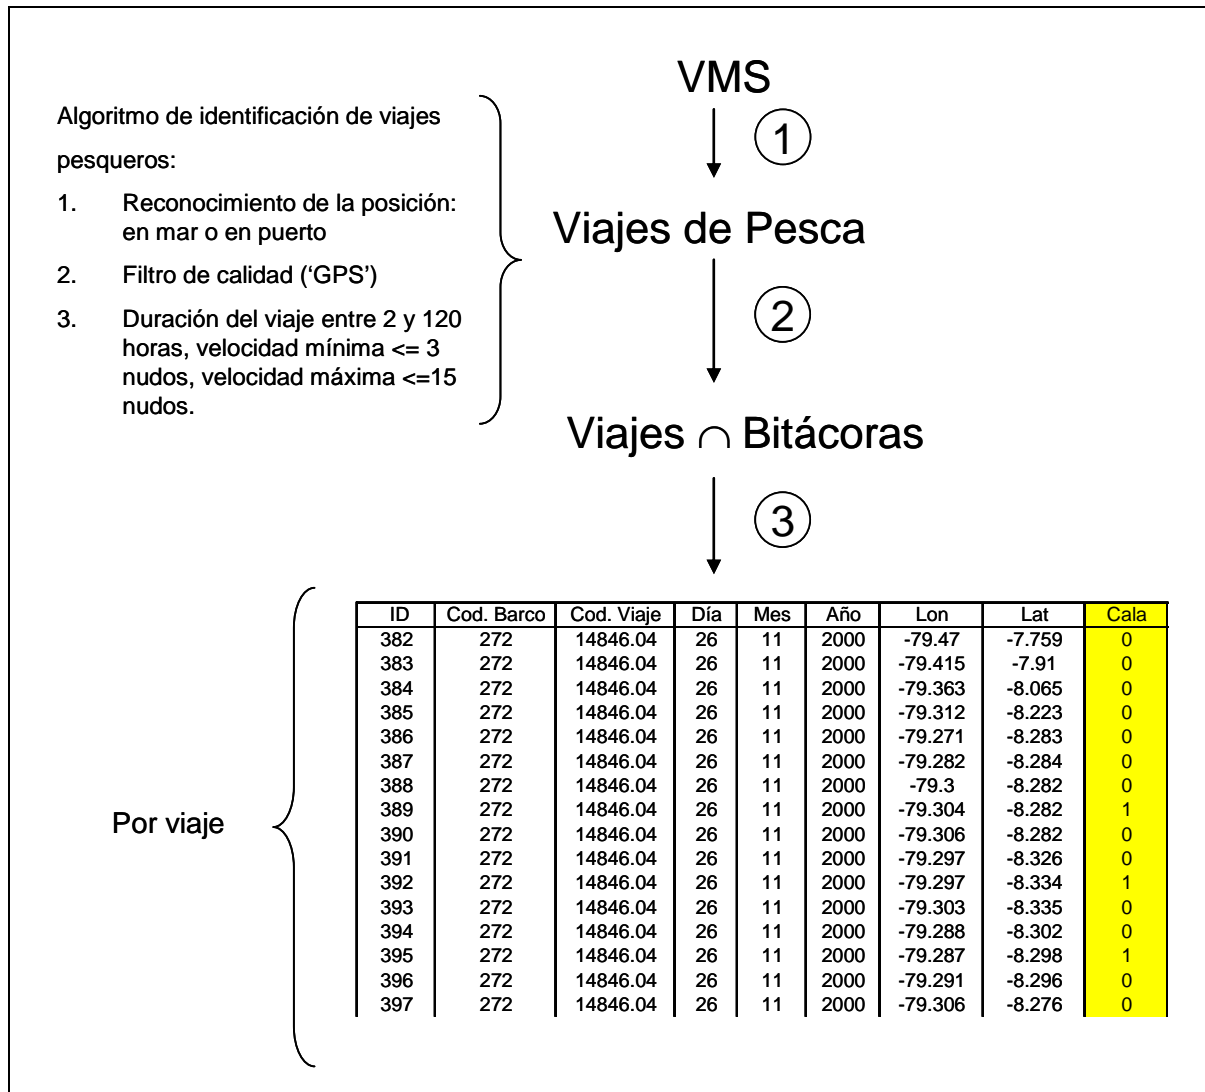 VMS
1
Algoritmo de identificación de viajes
pesqueros:
1. Reconocimiento de la posición:
en mar o en puerto
2. Filtro de calidad (‘GPS’)
3. Duración del viaje entre 2 y 120
horas, velocidad mínima <= 3
nudos, velocidad máxima <=15
nudos.
Viajes de Pesca
2
Viajes ∩ Bitácoras
3
Por viaje
ID Cod. Barco Cod. Viaje Día Mes Año Lon Lat Cala
382 272 14846.04 26 11 2000 -79.47 -7.759 0
383 272 14846.04 26 11 2000 -79.415 -7.91 0
384 272 14846.04 26 11 2000 -79.363 -8.065 0
385 272 14846.04 26 11 2000 -79.312 -8.223 0
386 272 14846.04 26 11 2000 -79.271 -8.283 0
387 272 14846.04 26 11 2000 -79.282 -8.284 0
388 272 14846.04 26 11 2000 -79.3 -8.282 0
389 272 14846.04 26 11 2000 -79.304 -8.282 1
390 272 14846.04 26 11 2000 -79.306 -8.282 0
391 272 14846.04 26 11 2000 -79.297 -8.326 0
392 272 14846.04 26 11 2000 -79.297 -8.334 1
393 272 14846.04 26 11 2000 -79.303 -8.335 0
394 272 14846.04 26 11 2000 -79.288 -8.302 0
395 272 14846.04 26 11 2000 -79.287 -8.298 1
396 272 14846.04 26 11 2000 -79.291 -8.296 0
397 272 14846.04 26 11 2000 -79.306 -8.276 0